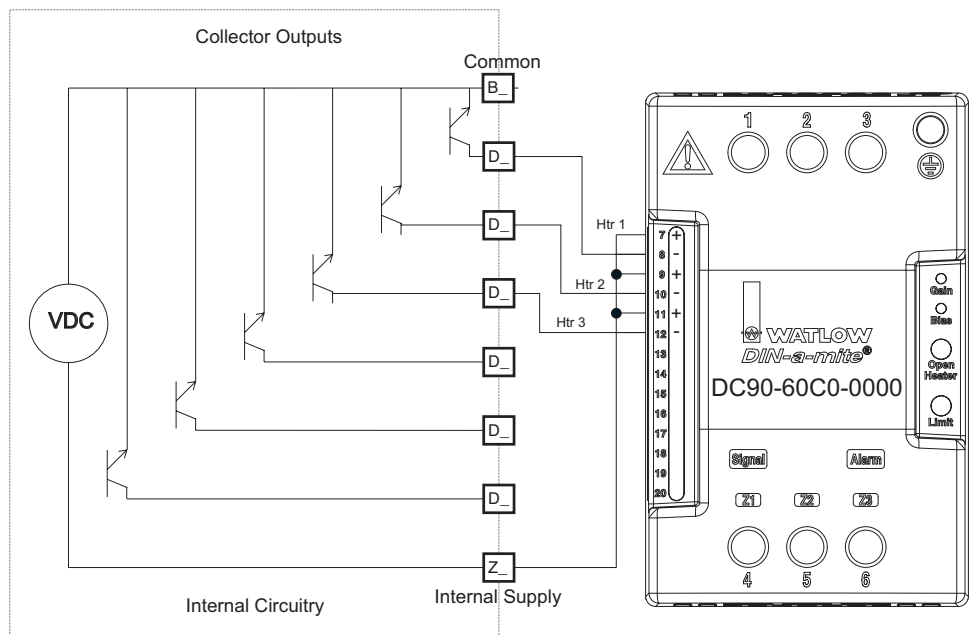 Collector Outputs
Common
B_
D_
D_
D_
D_
D_
D_
Z_
Internal Supply
Internal Circuitry
VDC
Htr 1
Htr 2
Htr 3
1 2 3
7 +
8 -
9 +
10 -
11 +
12 -
13
14
15
16
17
18
19
20
Gain
Bias
Open
Heater
Limit
WATLOW
DIN-a-mite®
DC90-60C0-0000
Signal Alarm
Z1 Z2 Z3
4 5 6